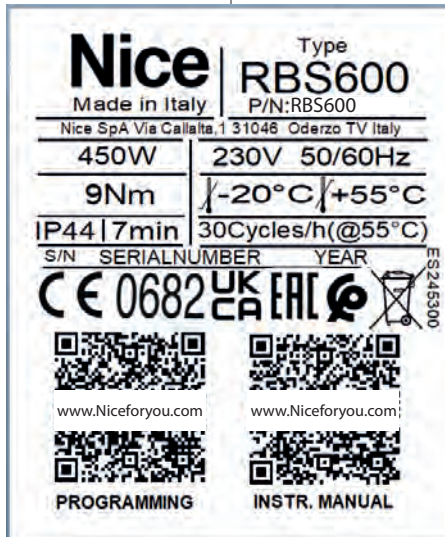 Nice
Made in Italy
Type
RBS600
P/N:RBS600
Nice SpA Via Callalta,1 31046 Oderzo TV Italy
450W
230V 50/60Hz
9Nm
-20°C +55°C
IP44 | 7min
30Cycles/h(@55°C)
S/N SERIALNUMBER YEAR
CE 0682 UK CA EAC
ES245300
www.Niceforyou.com
www.Niceforyou.com
PROGRAMMING
INSTR. MANUAL